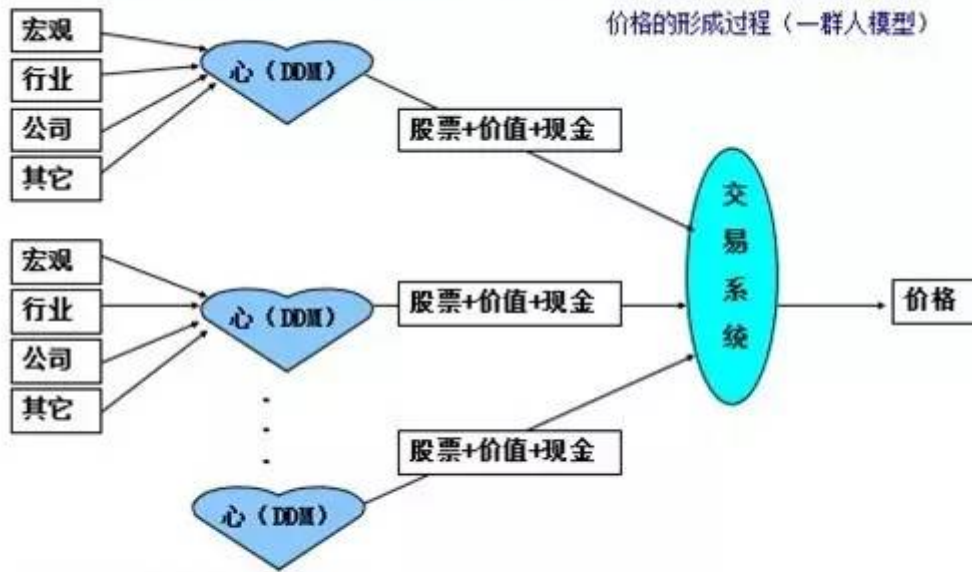 价格的形成过程（一群人模型）
宏观
行业
公司
其它
心（DDM）
股票+价值+现金
宏观
行业
公司
其它
心（DDM）
股票+价值+现金
心（DDM）
股票+价值+现金
交易系统
价格